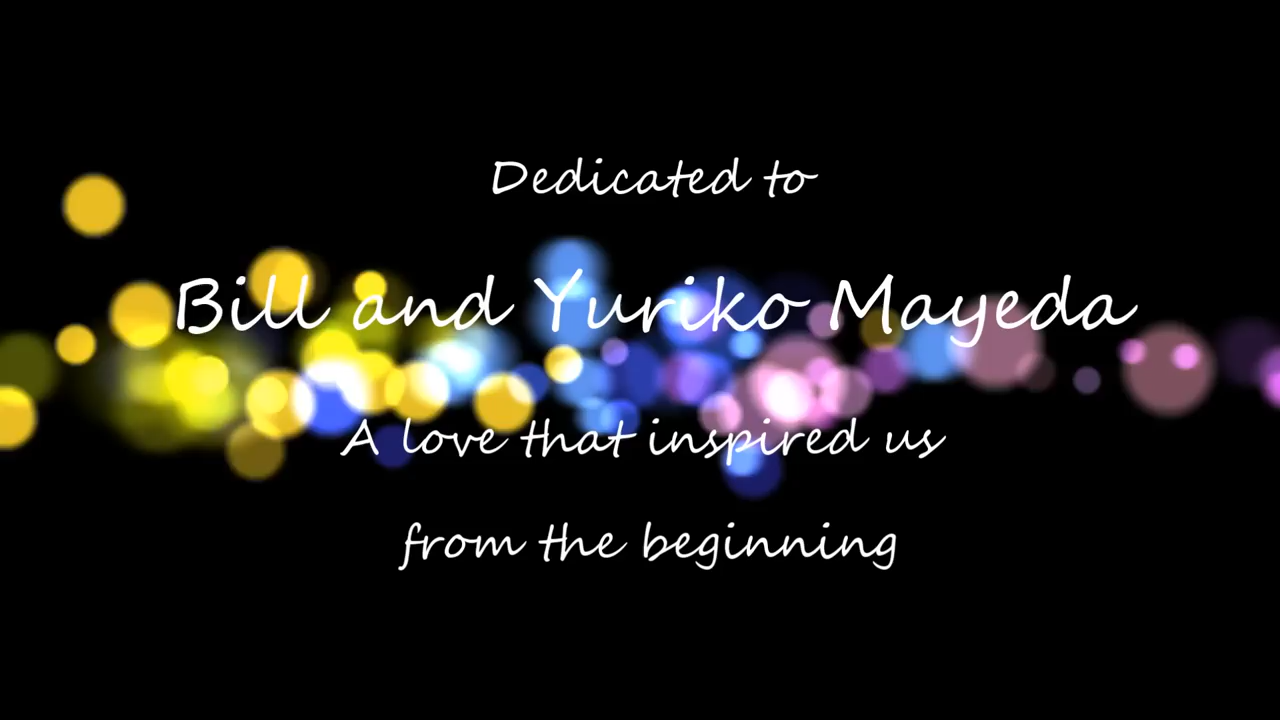 Dedicated to
Bill and Yuriko Mayeda
A love that inspired us
from the beginning